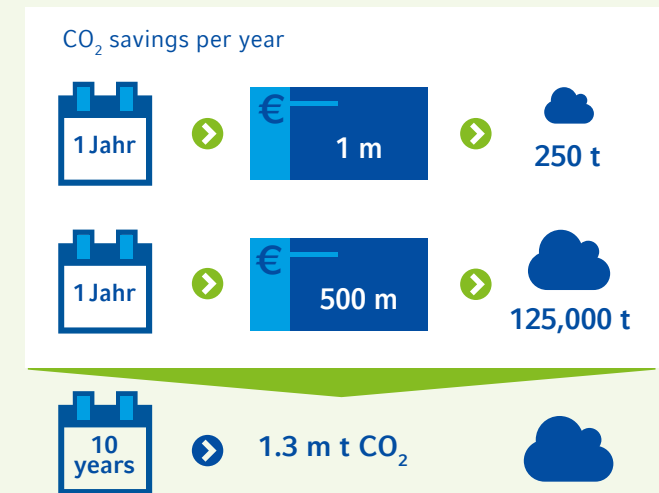 CO₂ savings per year
1 Jahr
€
1 m
250 t
1 Jahr
€
500 m
125,000 t
10
years
1.3 m t CO₂